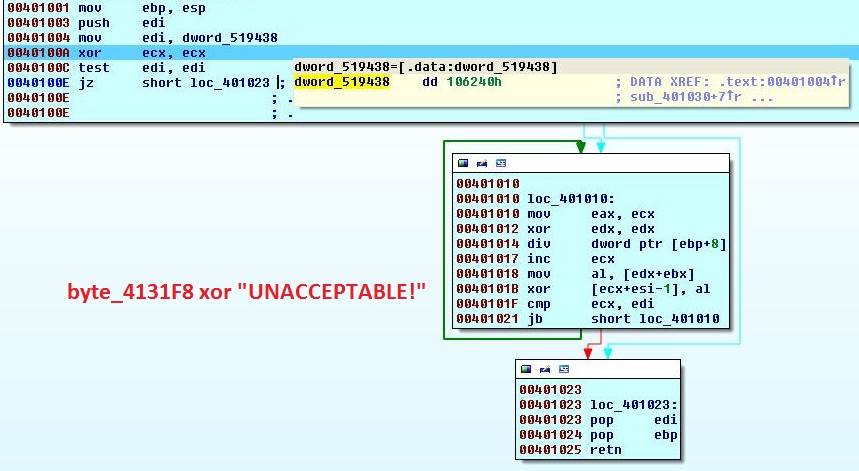 00401001 mov     ebp, esp
00401003 push    edi
00401004 mov     edi, dword_519438
0040100A xor     ecx, ecx
0040100C test    edi, edi
0040100E jz      short loc_401023 ;
0040100E                          ; .
0040100E                          ; .
dword_519438=[.data:dword_519438]
dword_519438    dd 106240h              ; DATA XREF: .text:00401004↑r
                                        ; sub_401030+7↑r ...
00401010
00401010 loc_401010:
00401010 mov     eax, ecx
00401012 xor     edx, edx
00401014 div     dword ptr [ebp+8]
00401017 inc     ecx
00401018 mov     al, [edx+ebx]
0040101B xor     [ecx+esi-1], al
0040101F cmp     ecx, edi
00401021 jb      short loc_401010
byte_4131F8 xor "UNACCEPTABLE!"
00401023
00401023 loc_401023:
00401023 pop     edi
00401024 pop     ebp
00401025 retn